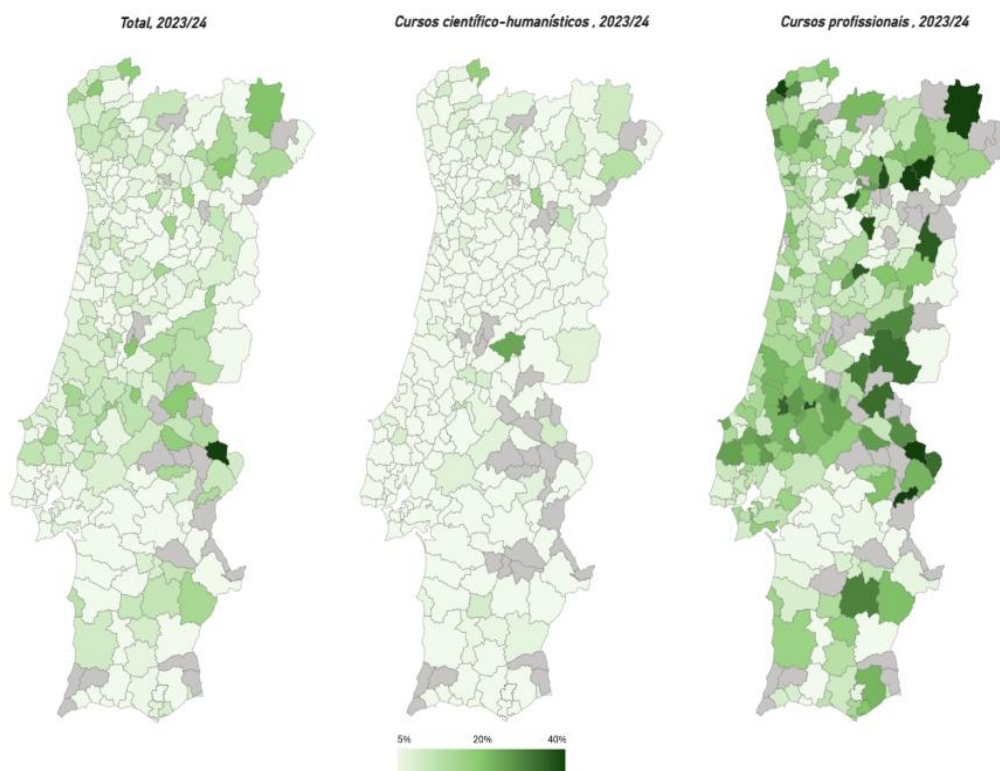 Total, 2023/24
Cursos científico-humanísticos , 2023/24
Cursos profissionais , 2023/24
5% 20% 40%